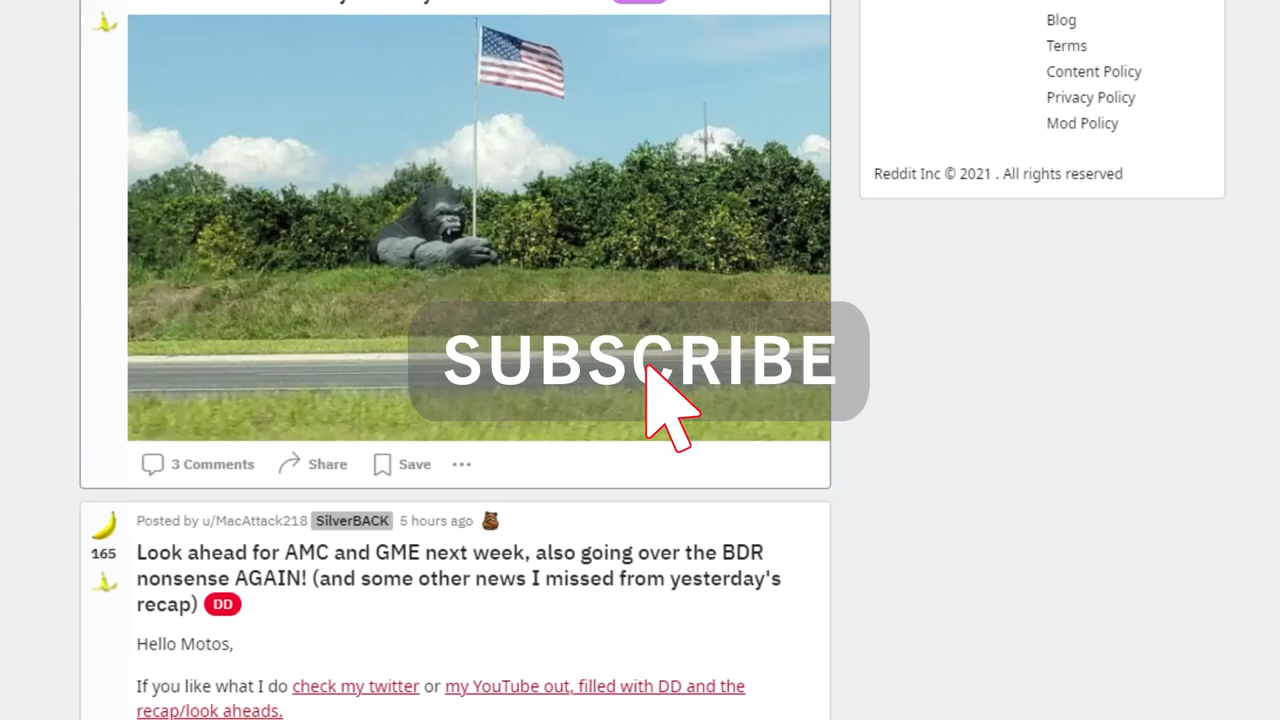 Blog
Terms
Content Policy
Privacy Policy
Mod Policy
Reddit Inc © 2021 . All rights reserved
SUBSCRIBE
3 Comments Share Save
Posted by u/MacAttack218 SilverBACK 5 hours ago
165
Look ahead for AMC and GME next week, also going over the BDR
nonsense AGAIN! (and some other news I missed from yesterday's
recap) DD
Hello Motos,
If you like what I do check my twitter or my YouTube out, filled with DD and the
recap/look aheads.